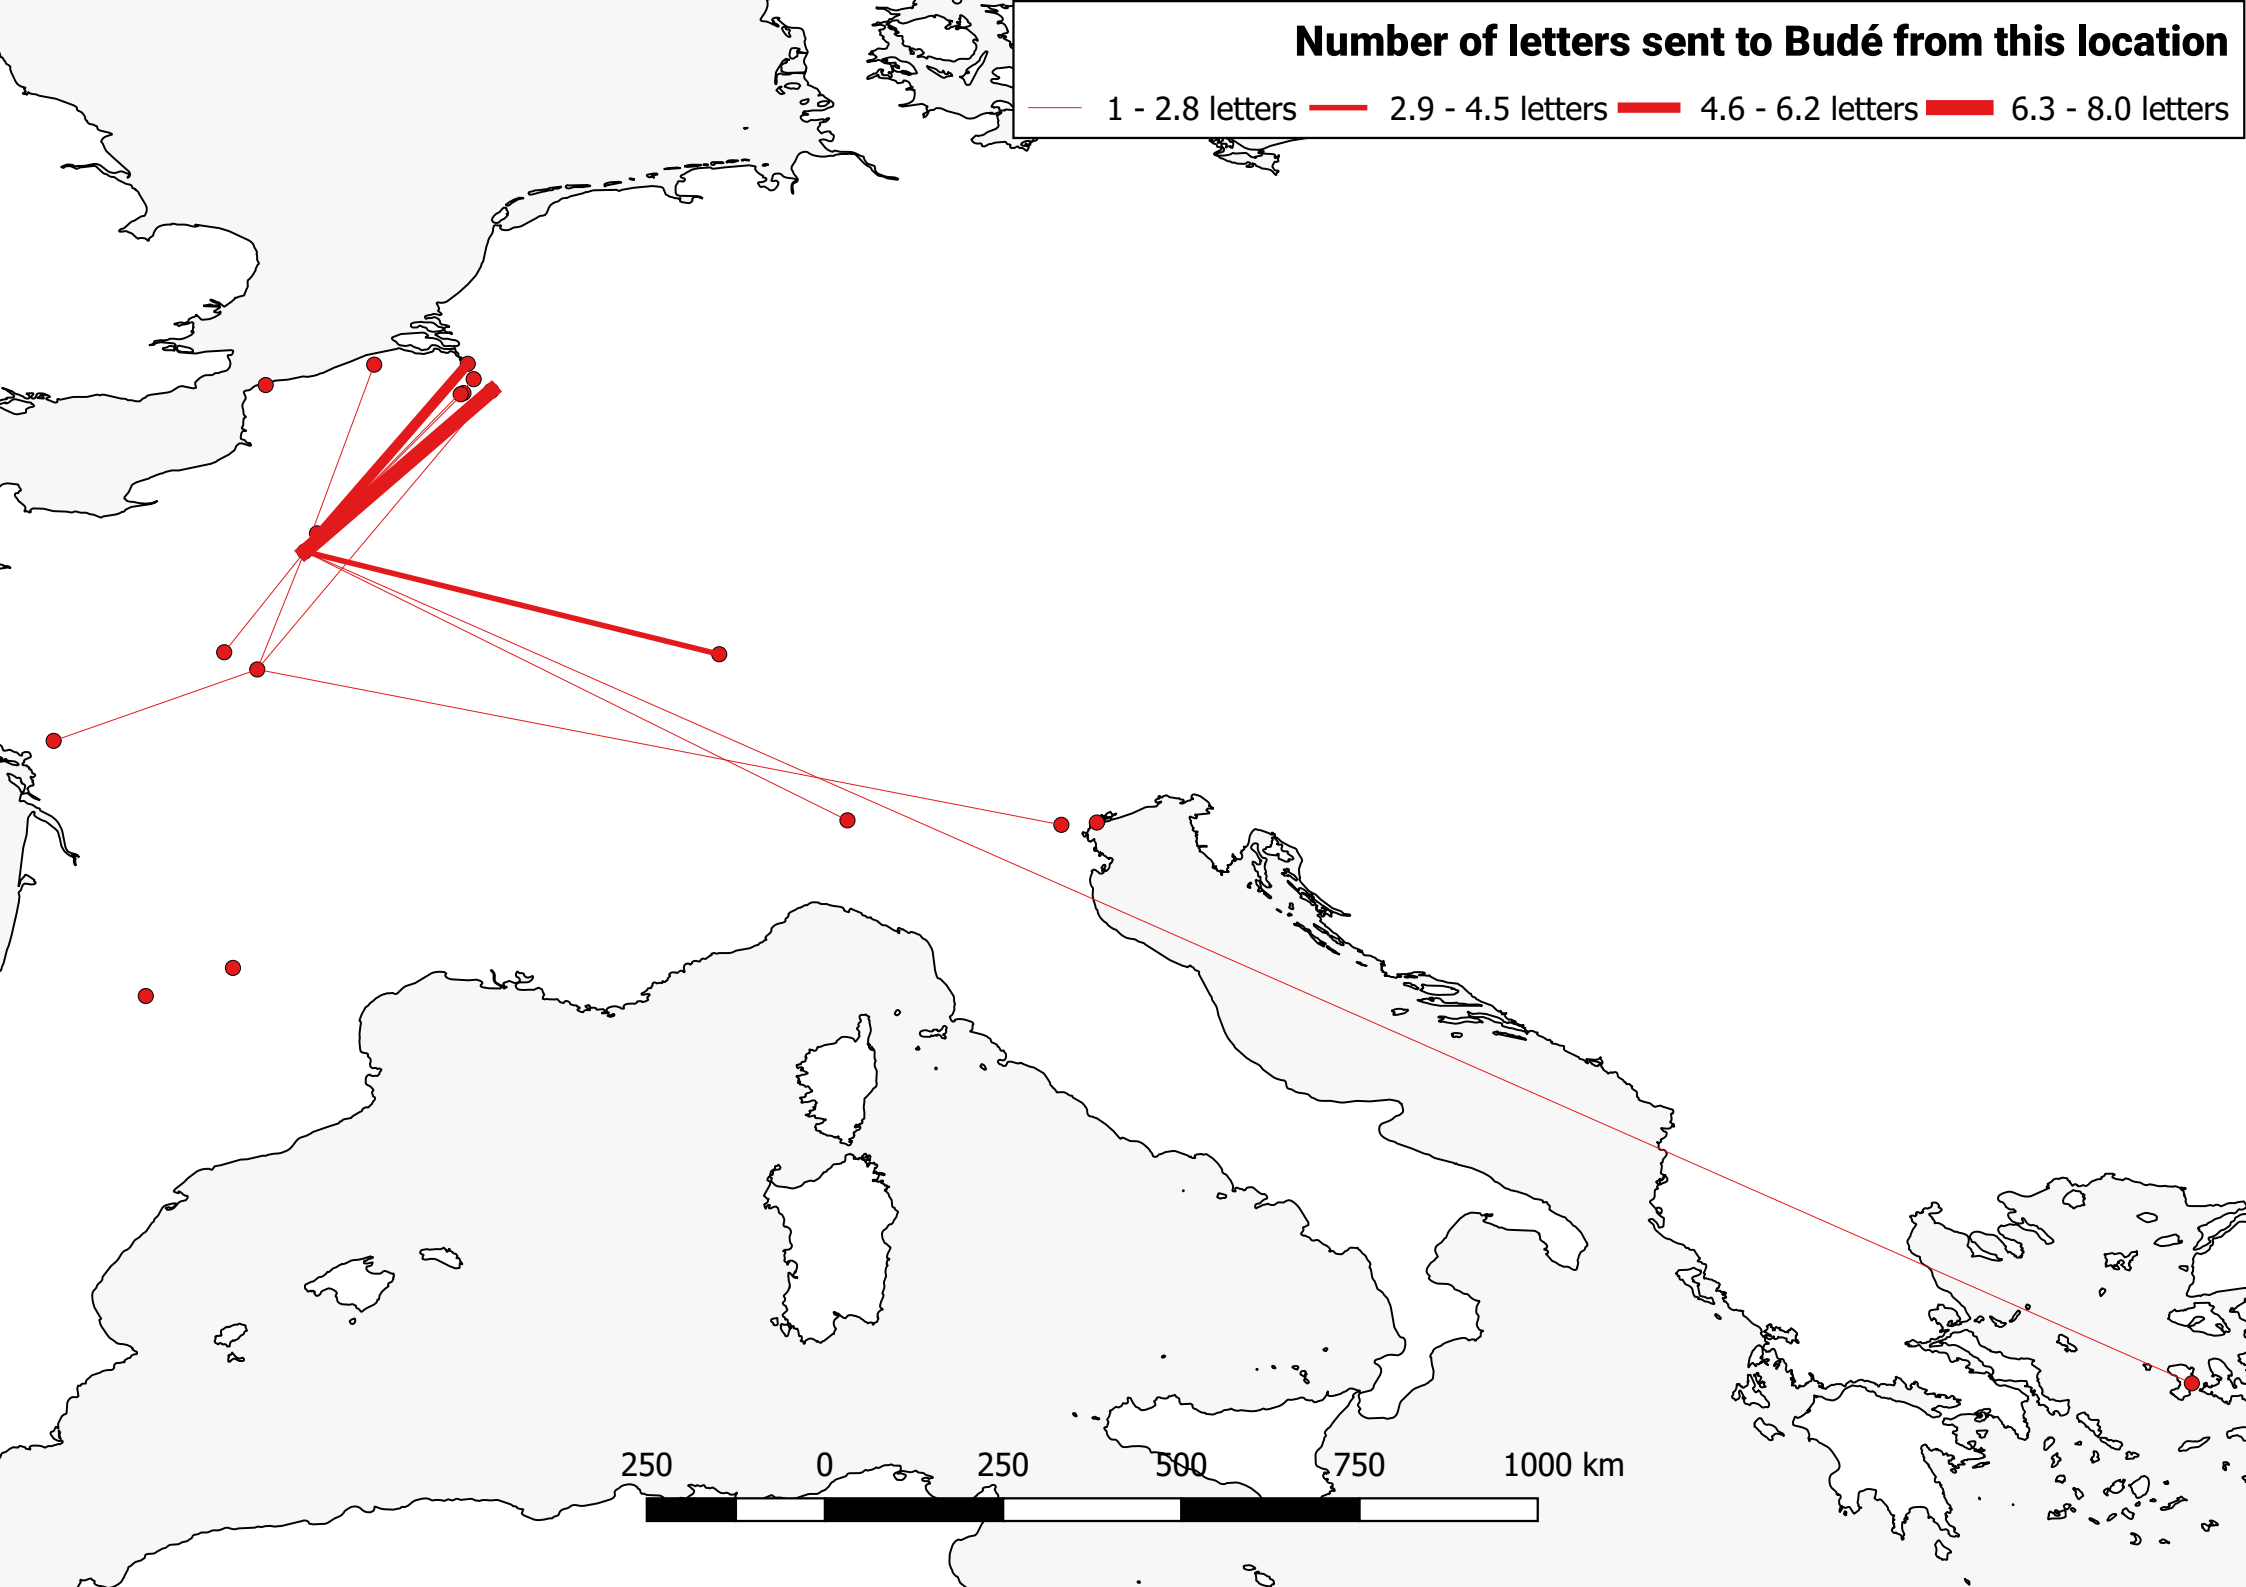 Number of letters sent to Budé from this location
1 - 2.8 letters 2.9 - 4.5 letters 4.6 - 6.2 letters 6.3 - 8.0 letters
250 0 250 500 750 1000 km